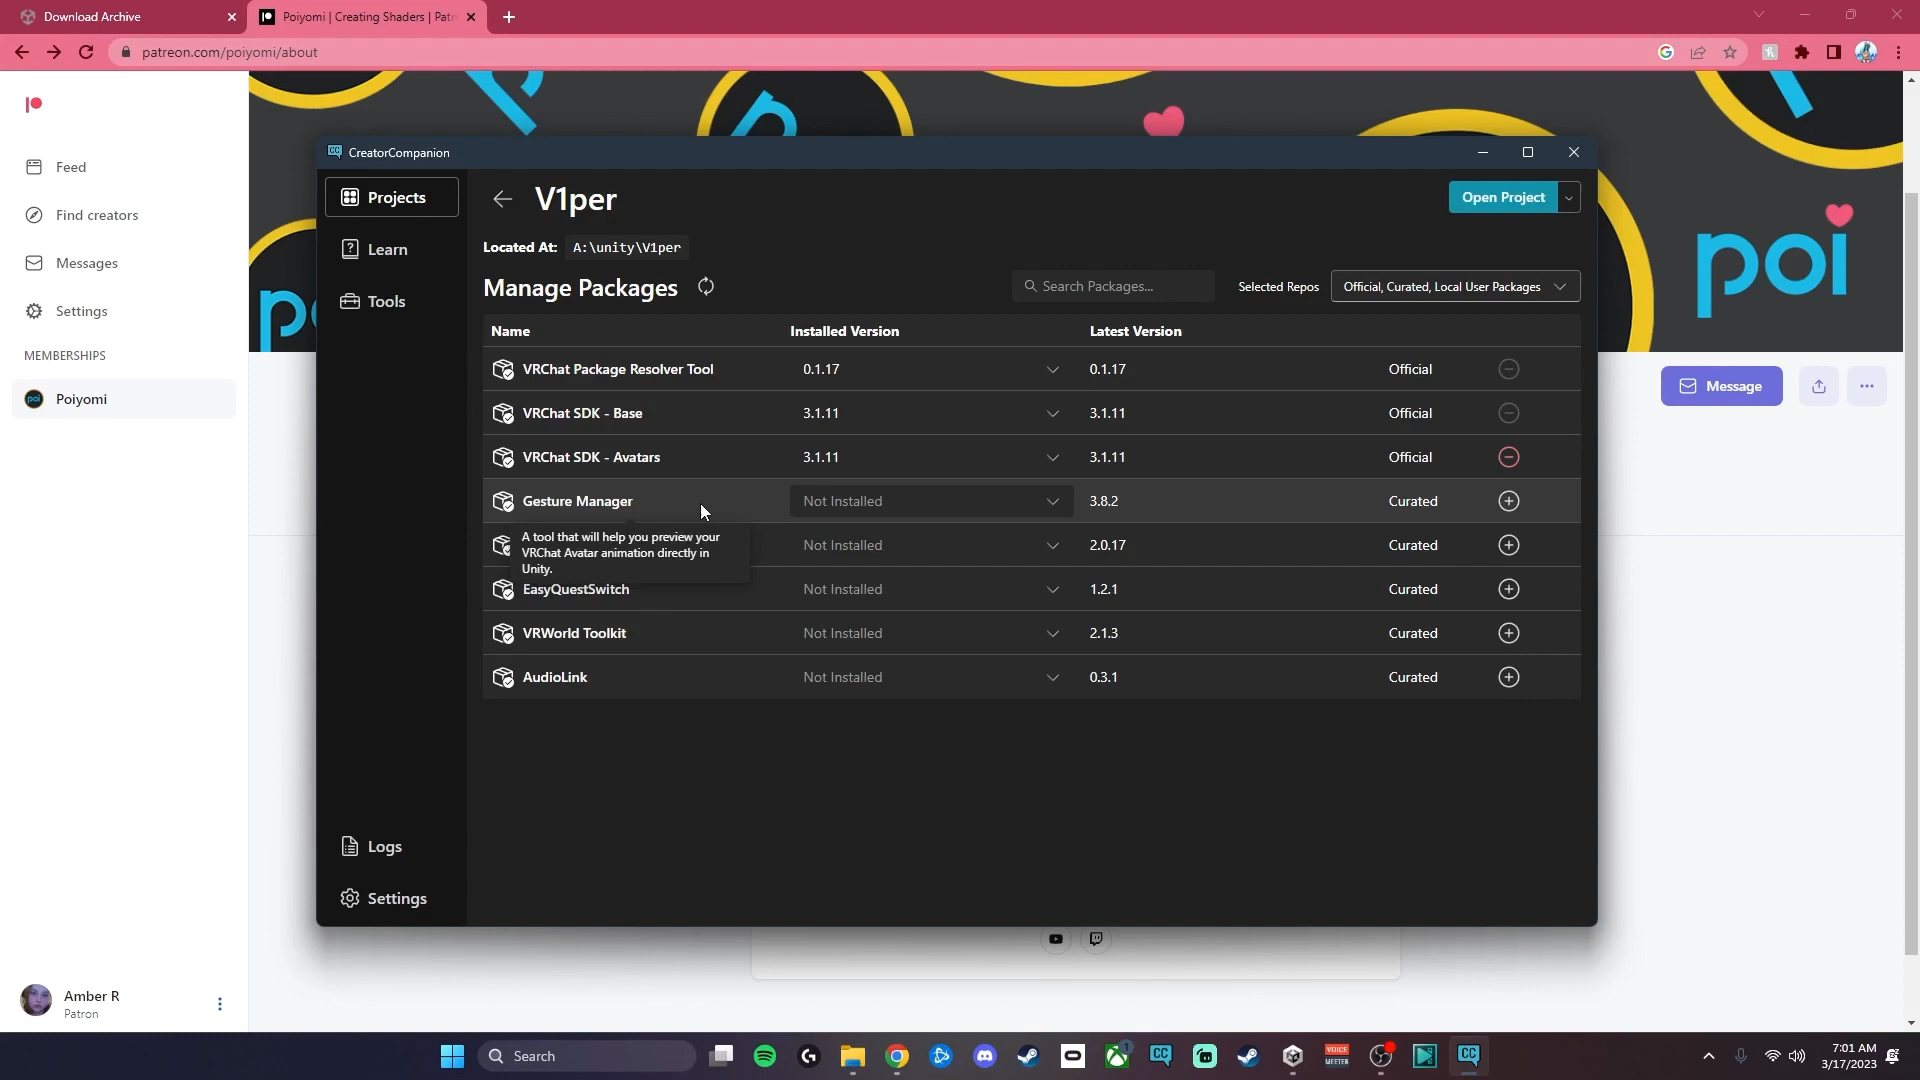 Download Archive
Poiyomi | Creating Shaders | Patr
patreon.com/poiyomi/about
Feed
Find creators
Messages
Settings
MEMBERSHIPS
poi
Poiyomi
Amber R
Patron
poi
Message
CC
CreatorCompanion
Projects
Learn
Tools
Logs
Settings
V1per
Open Project
Located At: A:\unity\V1per
Manage Packages
Search Packages...
Selected Repos
Official, Curated, Local User Packages
Name Installed Version Latest Version
VRChat Package Resolver Tool 0.1.17 0.1.17 Official
VRChat SDK - Base 3.1.11 3.1.11 Official
VRChat SDK - Avatars 3.1.11 3.1.11 Official
Gesture Manager Not Installed 3.8.2 Curated
A tool that will help you preview your
VRChat Avatar animation directly in
Unity.
Not Installed 2.0.17 Curated
EasyQuestSwitch Not Installed 1.2.1 Curated
VRWorld Toolkit Not Installed 2.1.3 Curated
AudioLink Not Installed 0.3.1 Curated
Search
1
CC
VOICE
MEETER
CC
7:01 AM
3/17/2023